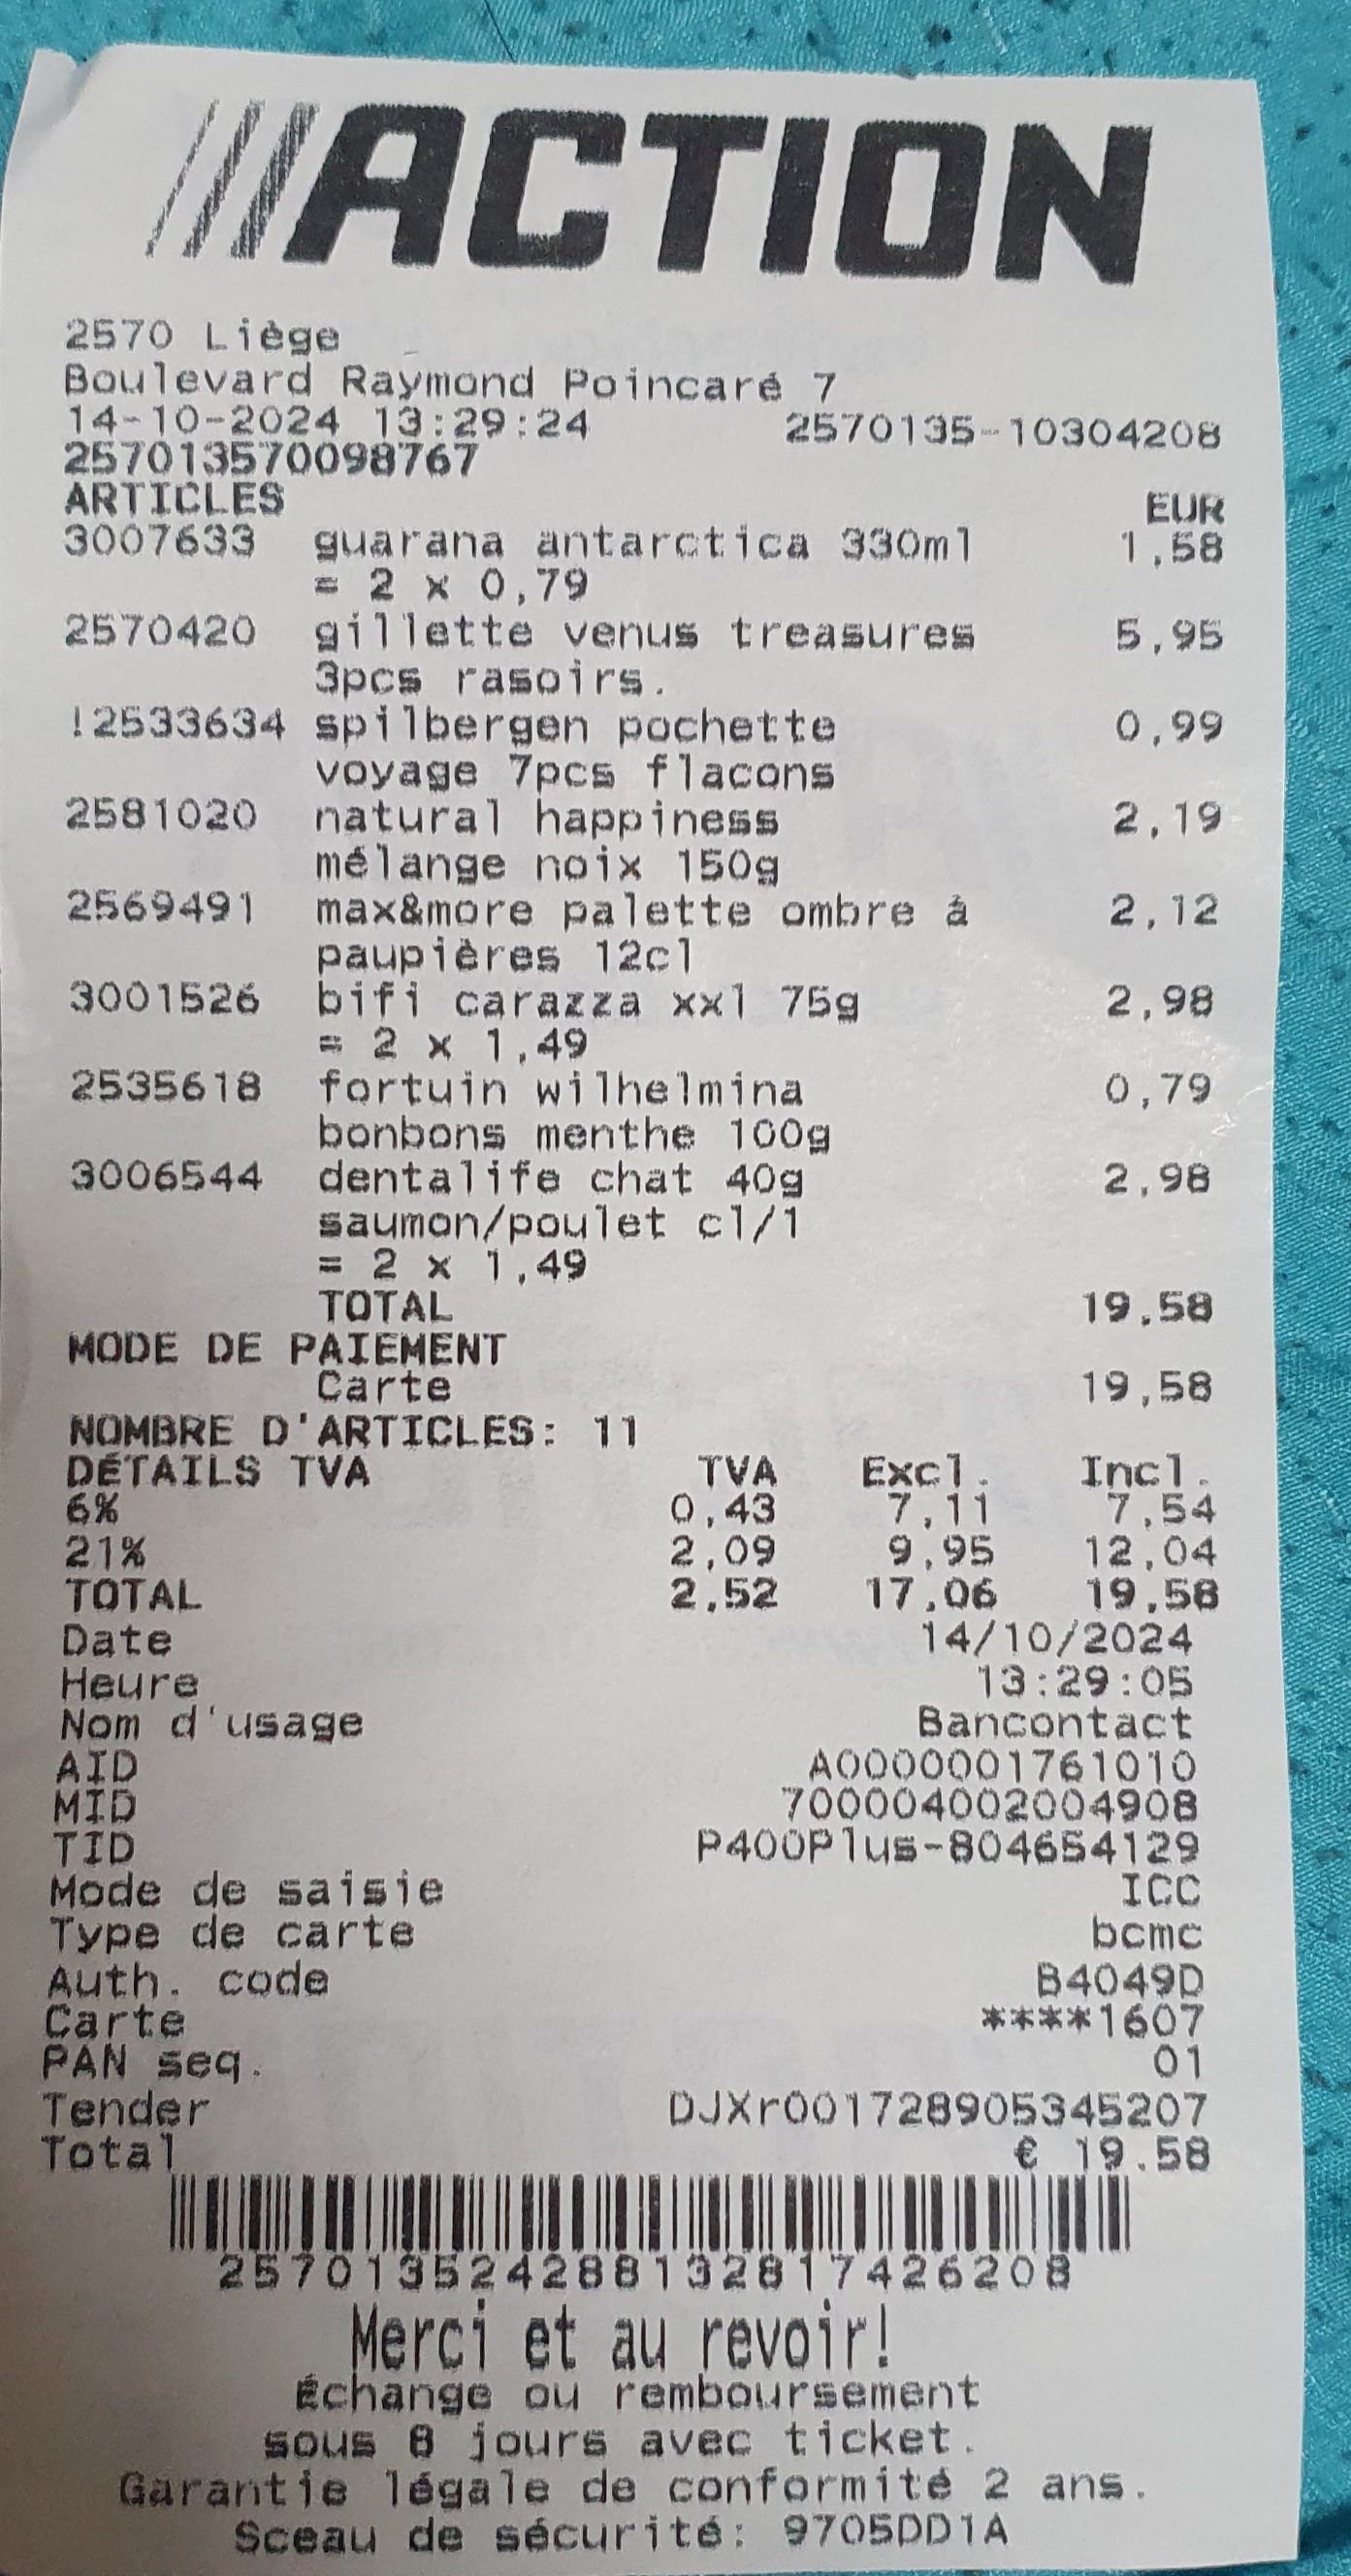 ACTION
2570 Liège
Boulevard Raymond Poincaré 7
14-10-2024 13:29:24 2570135-10304208
257013570098767
ARTICLES EUR
3007633 guarana antarctica 330ml 1,58
= 2 x 0,79
2570420 gillette venus treasures 5,95
3pcs rasoirs.
!2533634 spilbergen pochette 0,99
voyage 7pcs flacons
2581020 natural happiness 2,19
mélange noix 150g
2569491 max&more palette ombre à 2,12
paupières 12cl
3001526 bifi carazza xxl 75g 2,98
= 2 x 1,49
2535618 fortuin wilhelmina 0,79
bonbons menthe 100g
3006544 dentalife chat 40g 2,98
saumon/poulet cl/1
= 2 x 1,49
TOTAL 19,58
MODE DE PAIEMENT
Carte 19,58
NOMBRE D'ARTICLES: 11
DÉTAILS TVA TVA Excl. Incl.
6% 0,43 7,11 7,54
21% 2,09 9,95 12,04
TOTAL 2,52 17,06 19,58
Date 14/10/2024
Heure 13:29:05
Nom d'usage Bancontact
AID A0000001761010
MID 700004002004908
TID P400Plus-804654129
Mode de saisie ICC
Type de carte bcmc
Auth. code B4049D
Carte ****1607
PAN seq. 01
Tender DJXr001728905345207
Total € 19.58
257013524288132817426208
Merci et au revoir!
Échange ou remboursement
sous 8 jours avec ticket.
Garantie légale de conformité 2 ans.
Sceau de sécurité: 9705DD1A